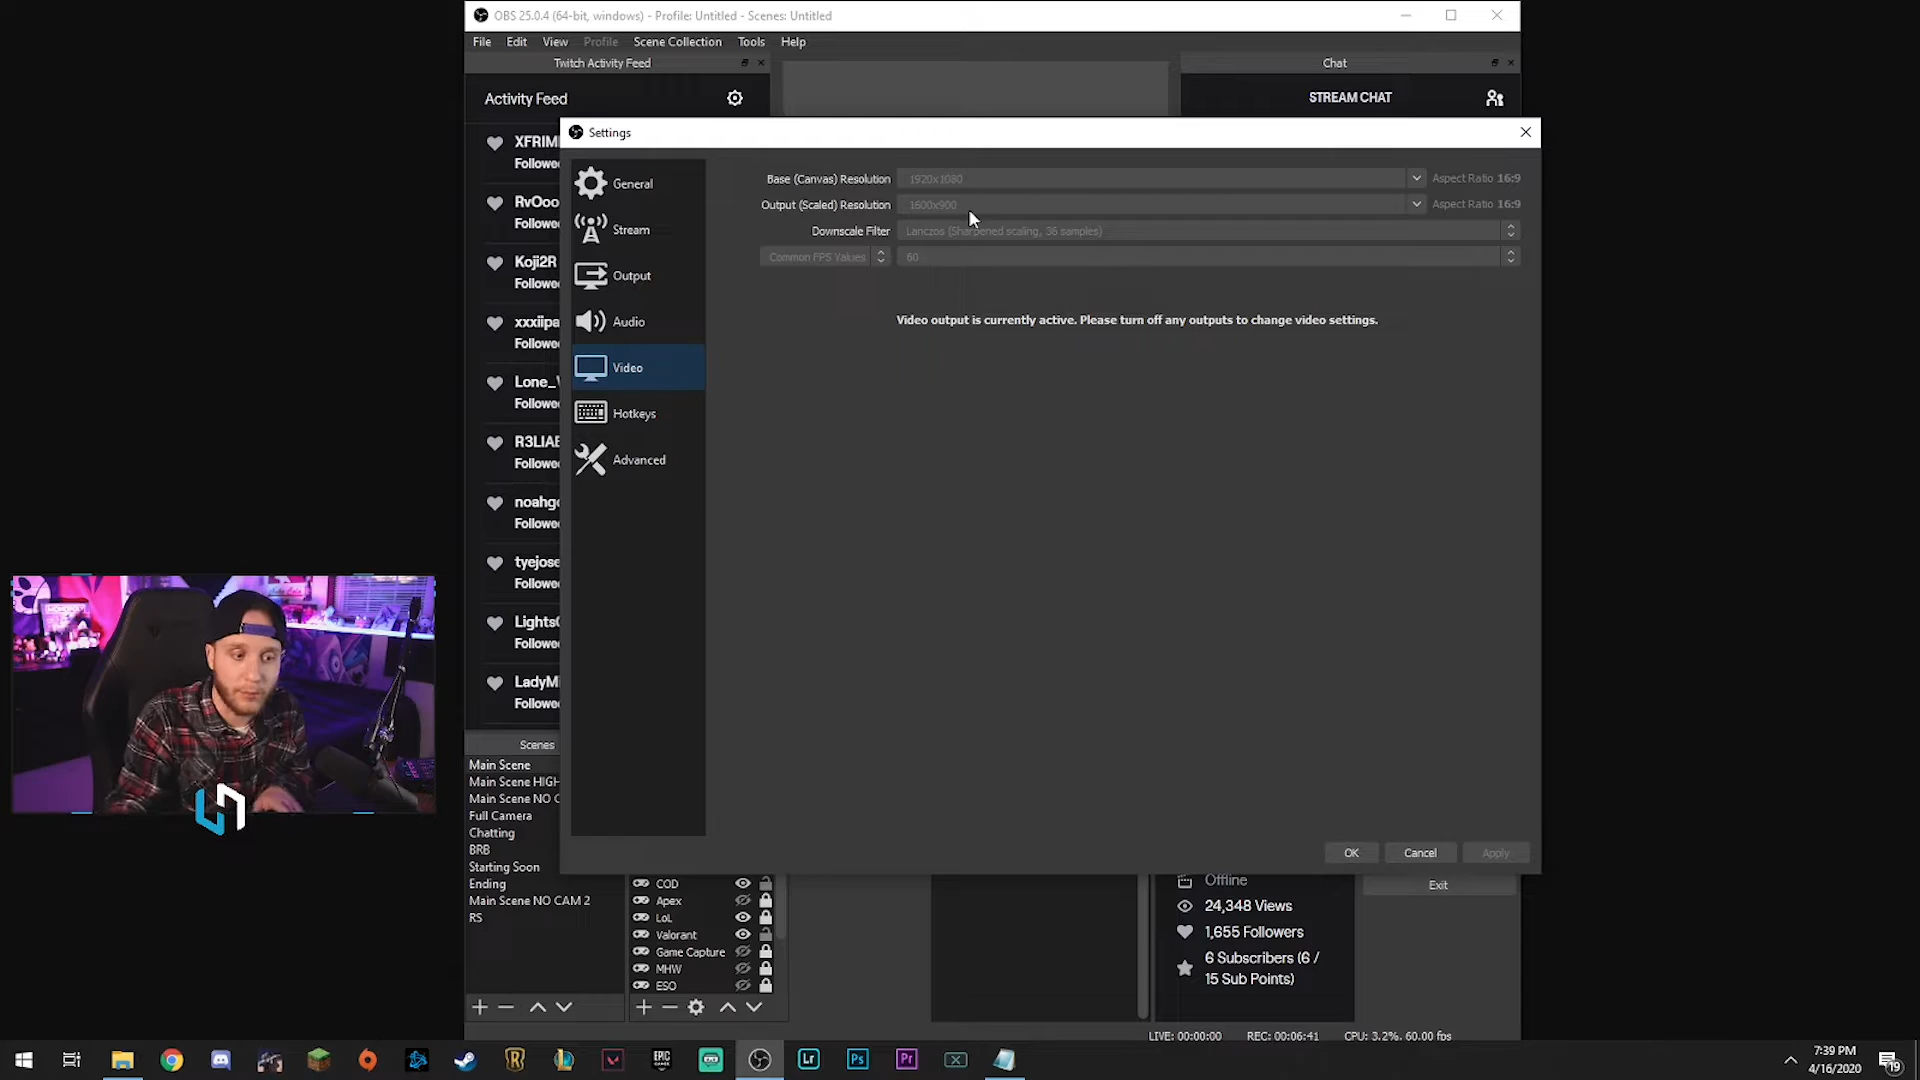 OBS 25.0.4 (64-bit, windows) - Profile: Untitled - Scenes: Untitled
File Edit View Profile Scene Collection Tools Help
Twitch Activity Feed
Chat
Activity Feed
STREAM CHAT
Settings
XFRIM
Followe
RvOoo
Followe
Koji2R
Followe
xxxiipa
Followe
Lone_
Followe
R3LIAE
Followe
noahg
Followe
tyejose
Followe
Lights
Followe
LadyM
Followe
General
Stream
Output
Audio
Video
Hotkeys
Advanced
Base (Canvas) Resolution 1920x1080 Aspect Ratio 16:9
Output (Scaled) Resolution 1600x900 Aspect Ratio 16:9
Downscale Filter Lanczos (Sharpened scaling, 36 samples)
Common FPS Values 60
Video output is currently active. Please turn off any outputs to change video settings.
OK Cancel Apply
MONOPOLY
Scenes
Main Scene
Main Scene HIGH
Main Scene NO C
Full Camera
Chatting
BRB
Starting Soon
Ending
Main Scene NO CAM 2
RS
COD
Apex
LoL
Valorant
Game Capture
MHW
ESO
Offline
24,348 Views
1,655 Followers
6 Subscribers (6 /
15 Sub Points)
Exit
LIVE: 00:00:00 REC: 00:06:41 CPU: 3.2%, 60.00 fps
EPIC
GAMES
Lr
Ps
Pr
7:39 PM
4/16/2020
19